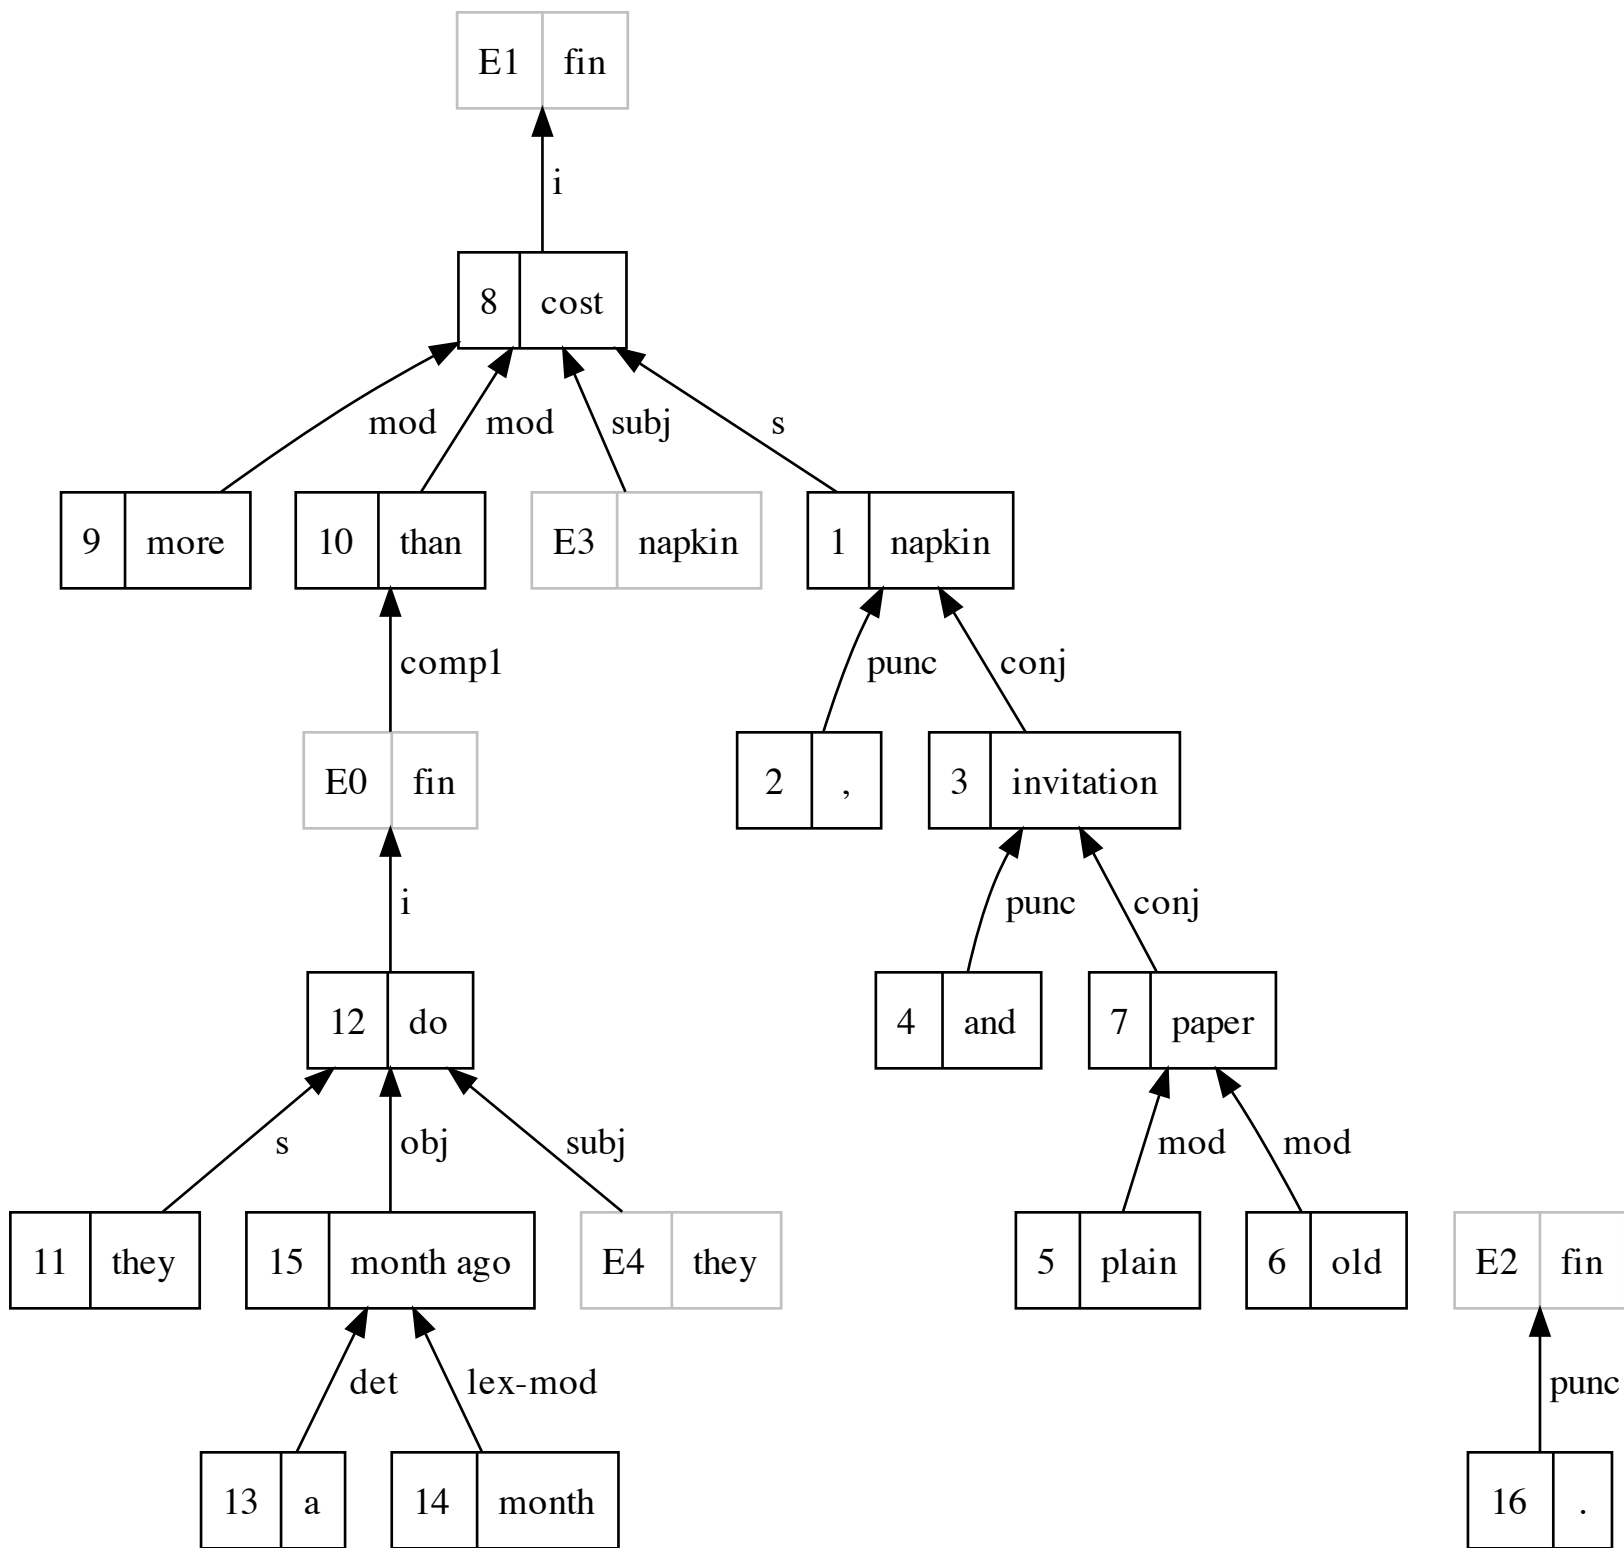 E1 fin
i
8 cost
mod mod subj s
9 more 10 than E3 napkin 1 napkin
comp1 punc conj
E0 fin 2 , 3 invitation
i punc conj
12 do 4 and 7 paper
s obj subj mod mod
11 they 15 month ago E4 they 5 plain 6 old E2 fin
det lex-mod punc
13 a 14 month 16 .